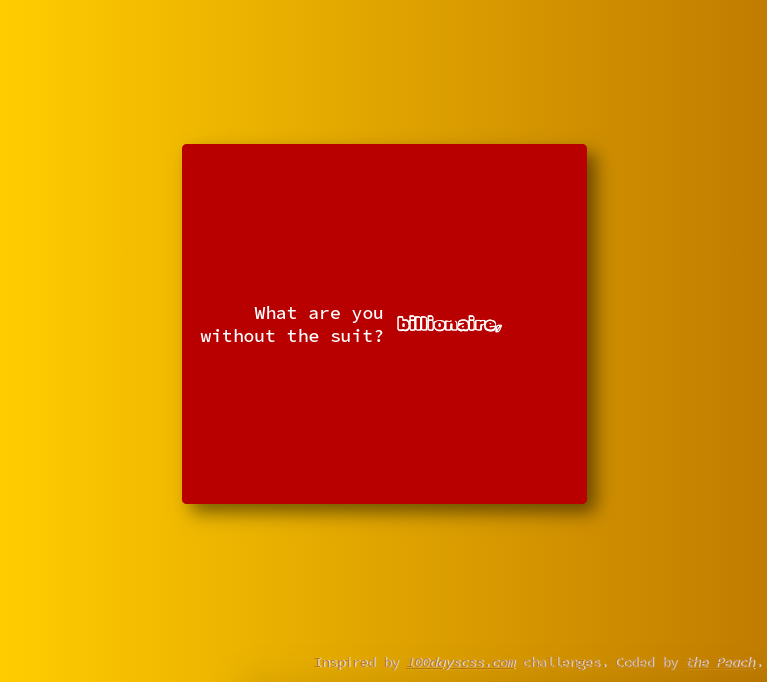 What are you
without the suit?
billionaire,
Inspired by 100dayscss.com challenges. Coded by the Peach.